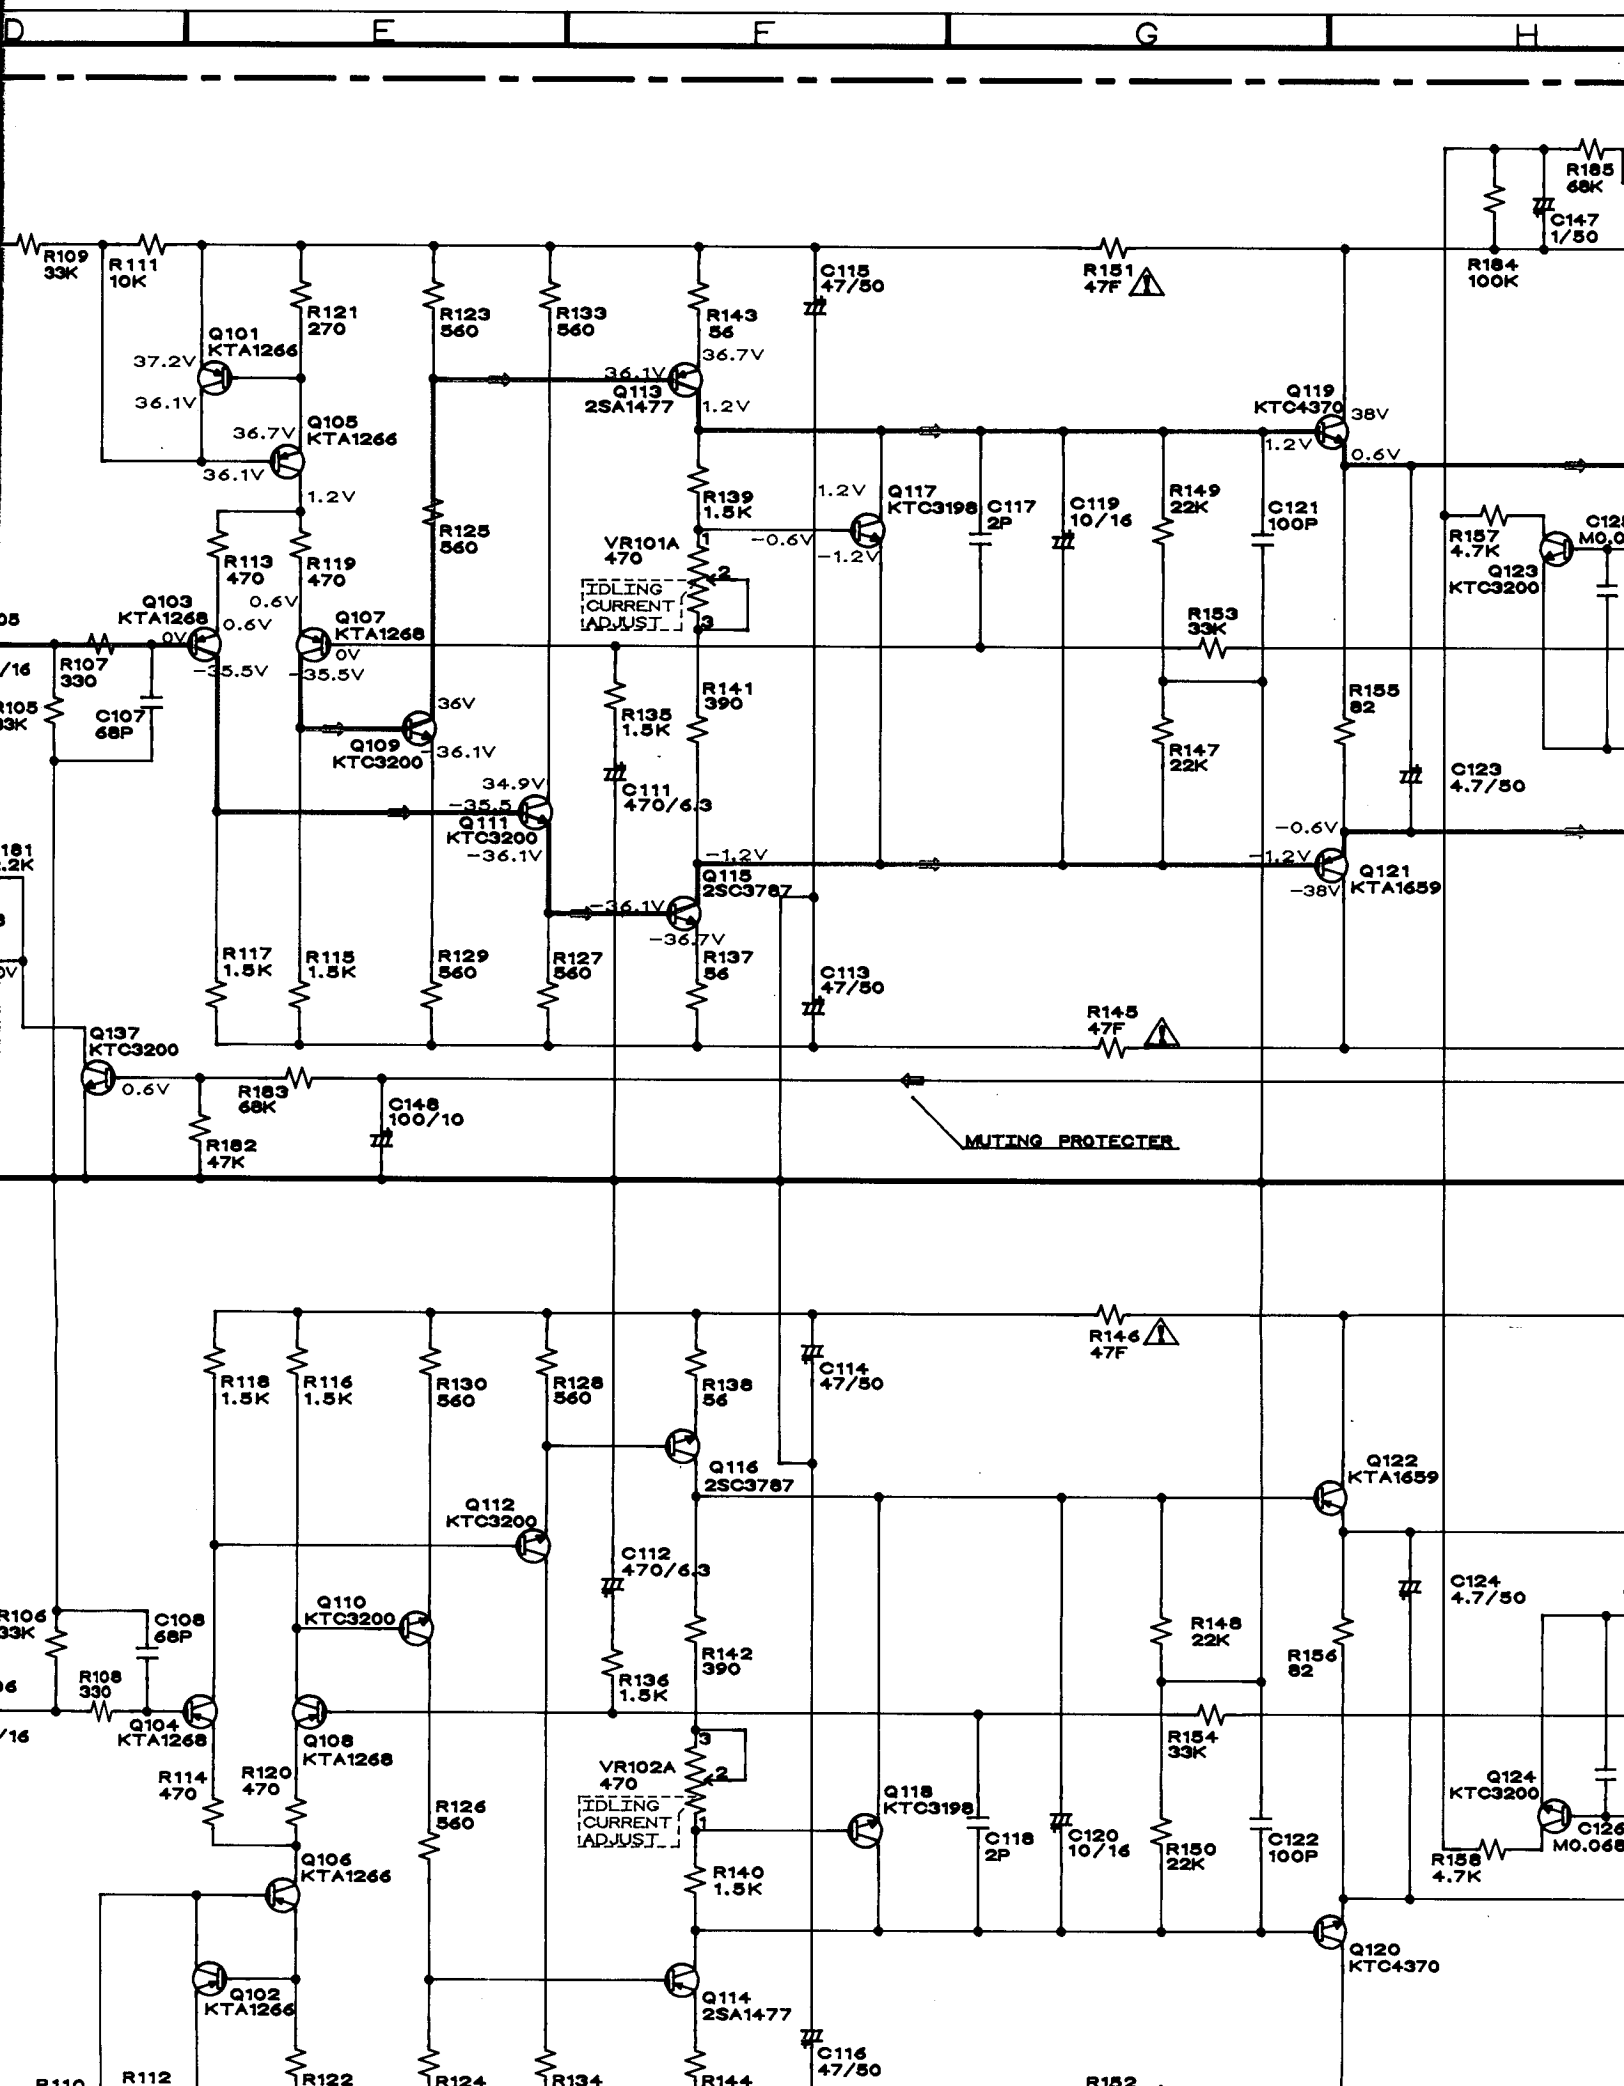 D
E
F
G
H
R185
68K
C147
1/50
R184
100K
R109
33K
R111
10K
R121
270
R123
560
R133
560
R143
56
C115
47/50
R151
47F
Q101
KTA1266
37.2V
36.1V
36.7V
36.1V
Q113
2SA1477
1.2V
Q119
KTC4370
38V
1.2V
0.6V
Q105
KTA1266
36.7V
36.1V
1.2V
R139
1.5K
1.2V
Q117
KTC3198
C117
2P
C119
10/16
R149
22K
C121
100P
R125
560
R113
470
R119
470
VR101A
470
1
2
3
-0.6V
-1.2V
IDLING
CURRENT
ADJUST
R157
4.7K
Q123
KTC3200
Q103
KTA1268
0V
0.6V
0.6V
Q107
KTA1268
0V
-35.5V
-35.5V
R153
33K
/16
R107
330
C107
68P
R141
390
R135
1.5K
R155
82
36V
Q109
KTC3200
-36.1V
R147
22K
C111
470/6.3
C123
4.7/50
34.9V
-35.5
Q111
KTC3200
-36.1V
-0.6V
-1.2V
Q121
KTA1659
-38V
-1.2V
Q115
2SC3787
-36.1V
-36.7V
R117
1.5K
R115
1.5K
R129
560
R127
560
R137
56
C113
47/50
R145
47F
Q137
KTC3200
0.6V
R183
68K
C148
100/10
R182
47K
MUTING PROTECTER
R146
47F
R118
1.5K
R116
1.5K
R130
560
R128
560
R138
56
C114
47/50
Q116
2SC3787
Q122
KTA1659
Q112
KTC3200
C112
470/6.3
C124
4.7/50
Q110
KTC3200
R106
33K
C108
68P
R142
390
R148
22K
R156
82
R108
330
R136
1.5K
/16
Q104
KTA1268
Q108
KTA1268
R154
33K
3
2
1
VR102A
470
IDLING
CURRENT
ADJUST
R114
470
R120
470
R126
560
Q118
KTC3198
C118
2P
C120
10/16
R150
22K
C122
100P
Q124
KTC3200
C126
M0.068
R158
4.7K
Q106
KTA1266
R140
1.5K
Q120
KTC4370
Q102
KTA1266
Q114
2SA1477
C116
47/50
R110
R112
R122
R124
R134
R144
R152